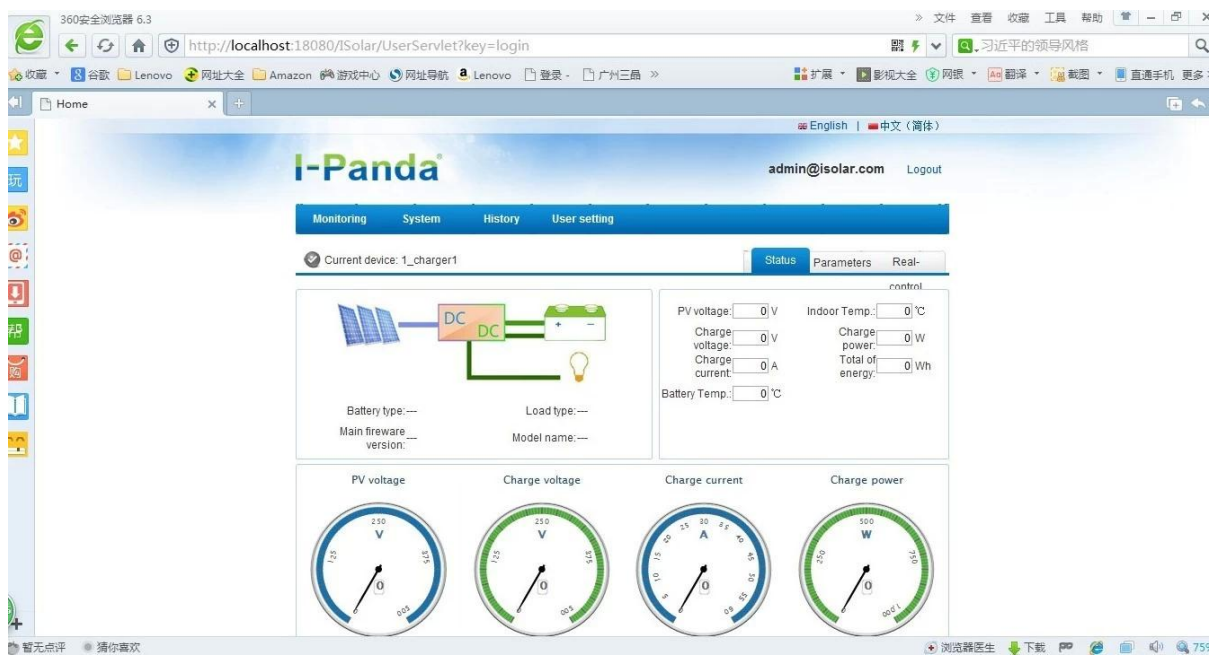 360安全浏览器 6.3
» 文件 查看 收藏 工具 帮助
http://localhost:18080/ISolar/UserServlet?key=login
习近平的领导风格
收藏 谷歌 Lenovo 网址大全 Amazon 游戏中心 网址导航 Lenovo 登录 - 广州三晶 »
扩展 影视大全 网银 翻译 截图 直通手机 更多
Home
English | 中文（简体）
玩
I-Panda
admin@isolar.com Logout
Monitoring System History User setting
Current device: 1_charger1
Status Parameters Real-
control
DC
DC
+ −
Battery type:---
Load type:---
Main fireware
version:---
Model name:---
PV voltage: 0 V
Indoor Temp.: 0 ℃
Charge
voltage: 0 V
Charge
power: 0 W
Charge
current: 0 A
Total of
energy: 0 Wh
Battery Temp.: 0 ℃
PV voltage Charge voltage Charge current Charge power
125 250 375 500 V 0
125 250 375 500 V 0
5 10 15 20 25 30 35 40 45 50 55 60 A 0
250 500 750 1,000 W 0
暂无点评 猜你喜欢
浏览器医生 下载 75%